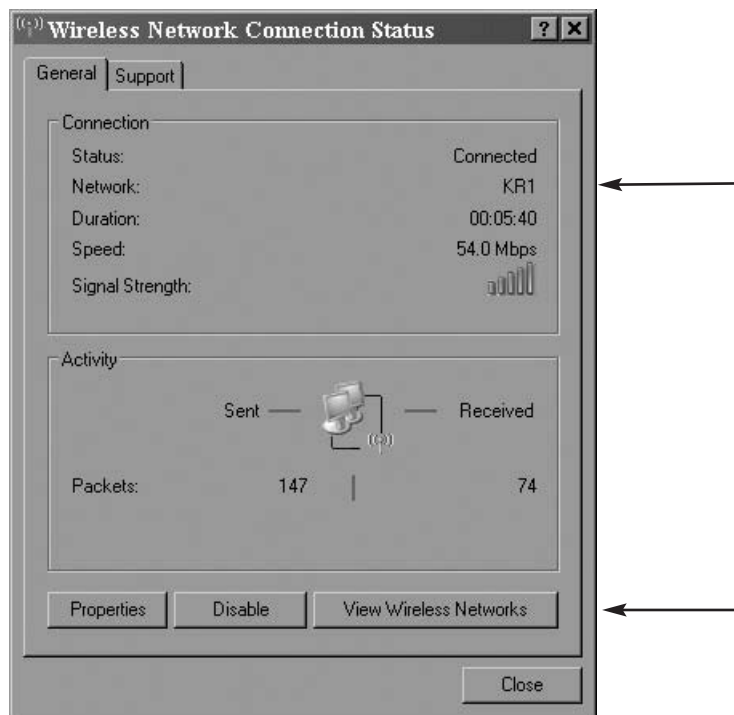 Wireless Network Connection Status
General Support
Connection
Status: Connected
Network: KR1
Duration: 00:05:40
Speed: 54.0 Mbps
Signal Strength:
Activity
Sent Received
Packets: 147 74
Properties Disable View Wireless Networks
Close